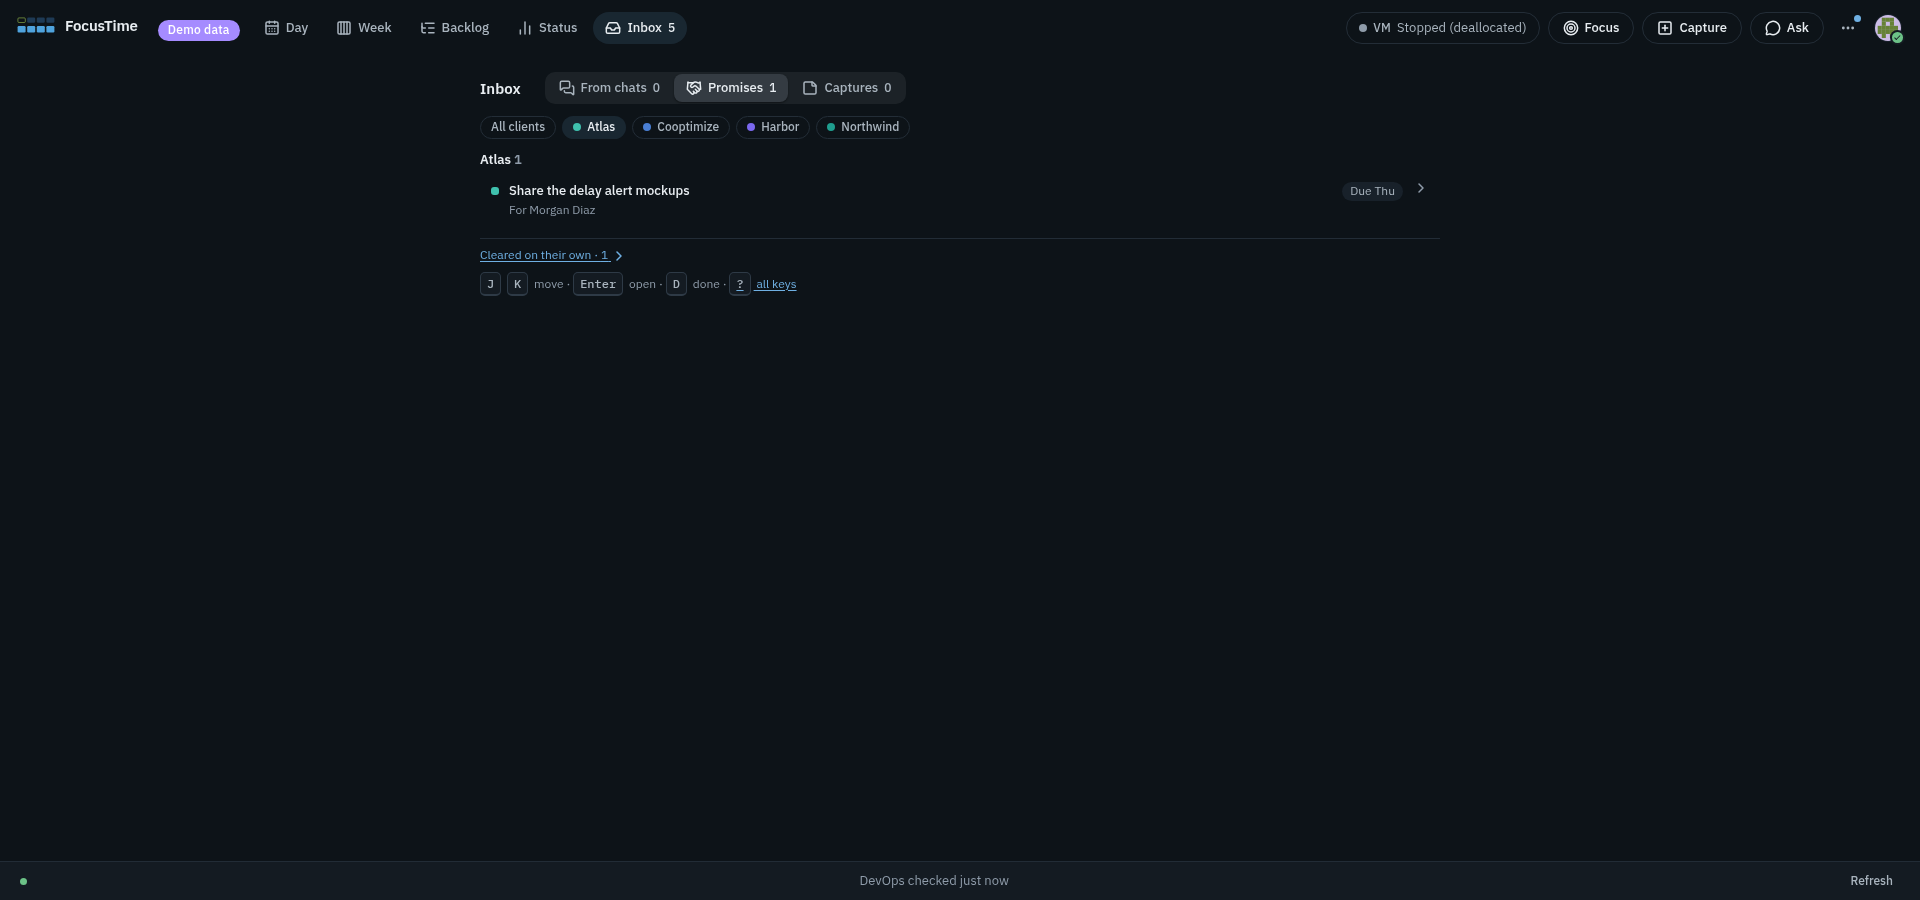 FocusTime
Demo data
Day
Week
Backlog
Status
Inbox 5
VM Stopped (deallocated)
Focus
Capture
Ask
Inbox
From chats 0
Promises 1
Captures 0
All clients
Atlas
Cooptimize
Harbor
Northwind
Atlas 1
Share the delay alert mockups
Due Thu
For Morgan Diaz
Cleared on their own · 1
J K move · Enter open · D done · ? all keys
DevOps checked just now
Refresh